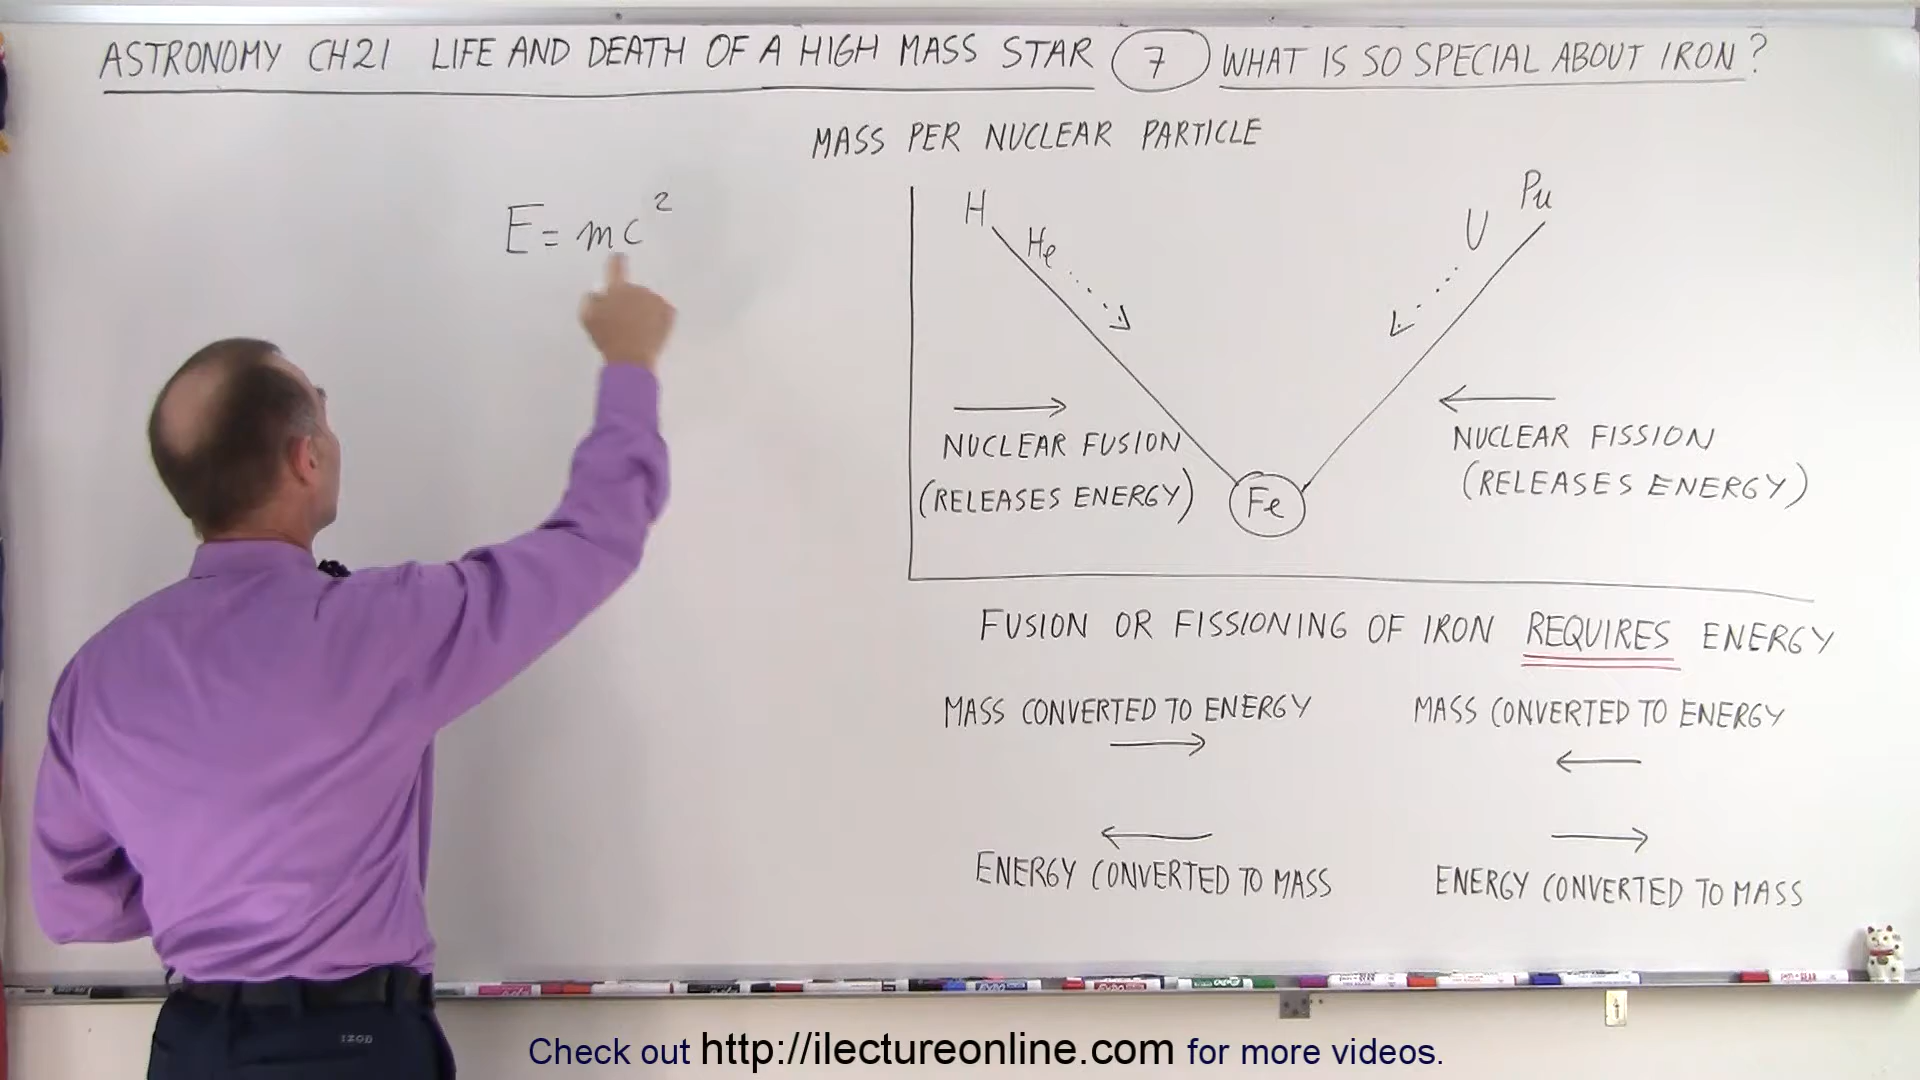 ASTRONOMY CH21 LIFE AND DEATH OF A HIGH MASS STAR 7 WHAT IS SO SPECIAL ABOUT IRON?
MASS PER NUCLEAR PARTICLE
E = mc²
H
He
U
Pu
NUCLEAR FUSION
(RELEASES ENERGY)
NUCLEAR FISSION
(RELEASES ENERGY)
Fe
FUSION OR FISSIONING OF IRON REQUIRES ENERGY
MASS CONVERTED TO ENERGY
MASS CONVERTED TO ENERGY
ENERGY CONVERTED TO MASS
ENERGY CONVERTED TO MASS
IZOD
Check out http://ilectureonline.com for more videos.